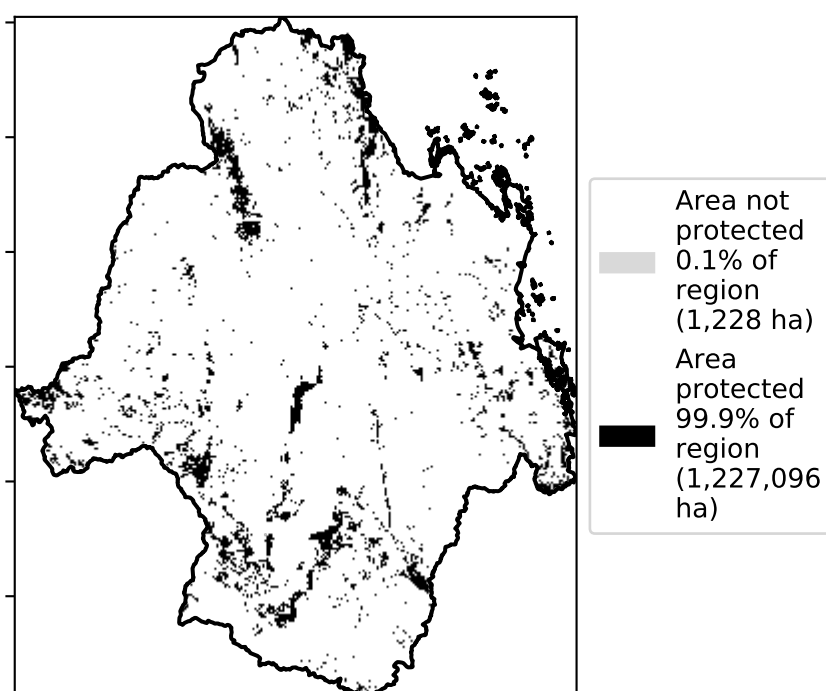 Area not
protected
0.1% of
region
(1,228 ha)
Area
protected
99.9% of
region
(1,227,096
ha)